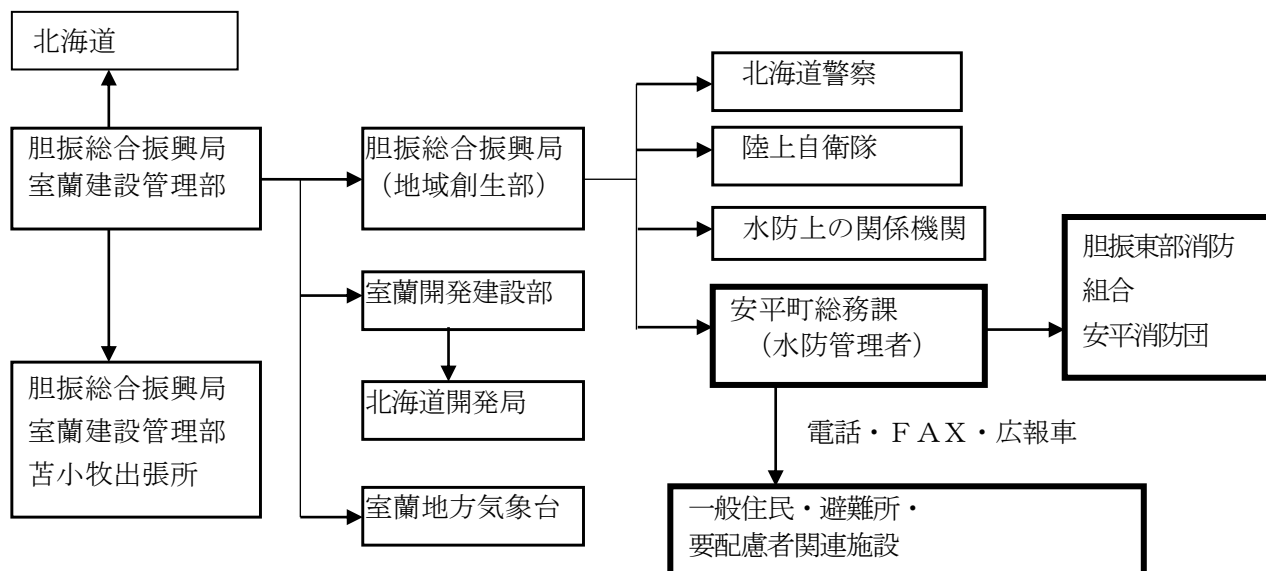 北海道
胆振総合振興局
室蘭建設管理部
胆振総合振興局
室蘭建設管理部
苫小牧出張所
胆振総合振興局
（地域創生部）
室蘭開発建設部
北海道開発局
室蘭地方気象台
北海道警察
陸上自衛隊
水防上の関係機関
安平町総務課
（水防管理者）
胆振東部消防
組合
安平消防団
電話・ＦＡＸ・広報車
一般住民・避難所・
要配慮者関連施設